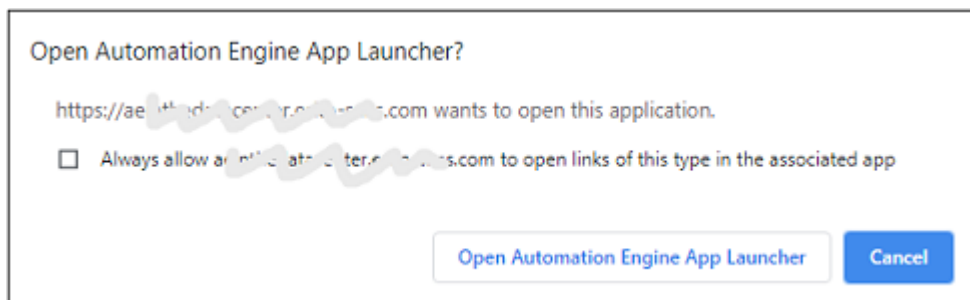 Open Automation Engine App Launcher?
.com wants to open this application.
Always allow to open links of this type in the associated app
Open Automation Engine App Launcher Cancel